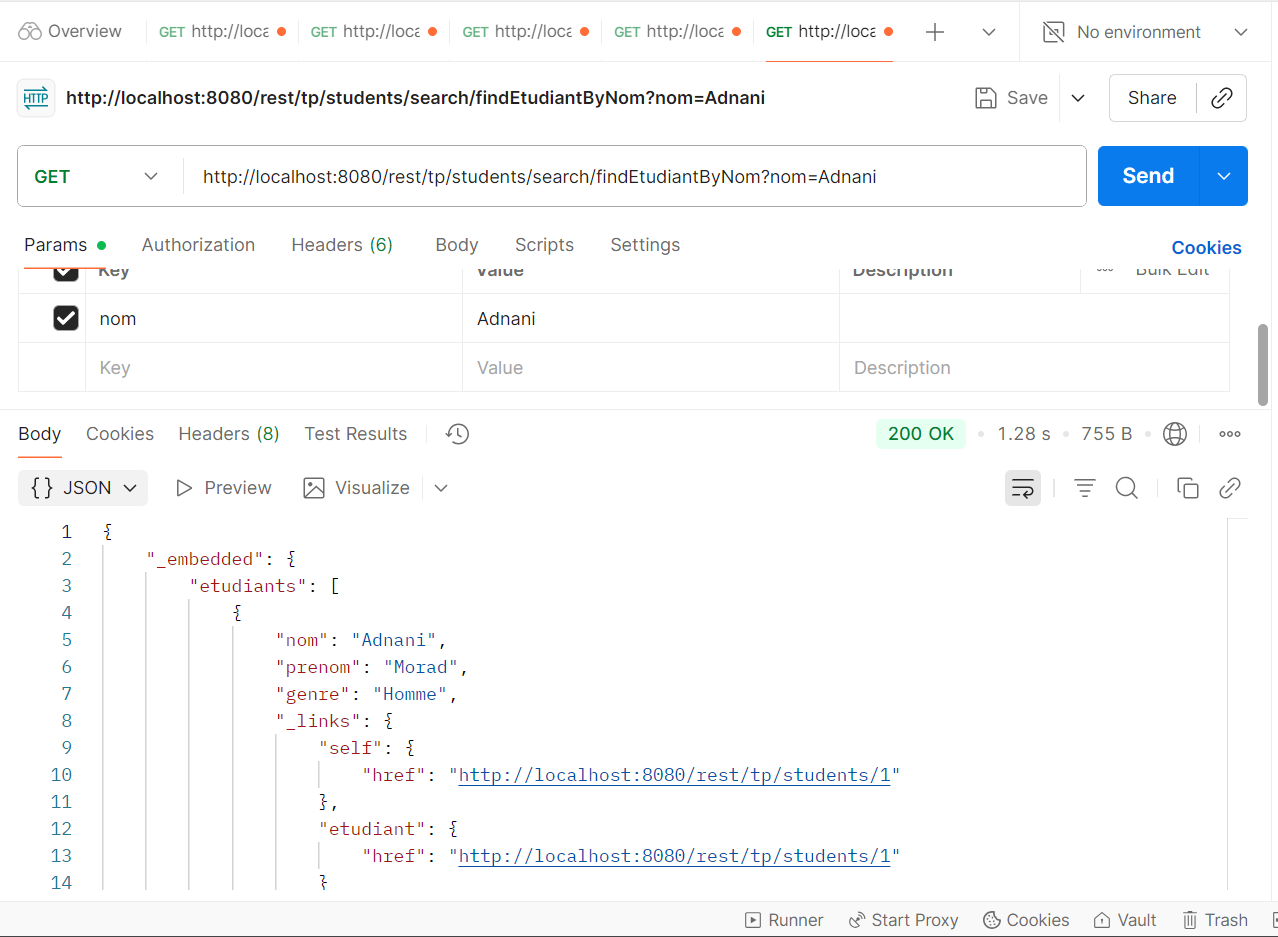 Overview GET http://loca GET http://loca GET http://loca GET http://loca GET http://loca No environment
HTTP http://localhost:8080/rest/tp/students/search/findEtudiantByNom?nom=Adnani Save Share
GET http://localhost:8080/rest/tp/students/search/findEtudiantByNom?nom=Adnani Send
Params Authorization Headers (6) Body Scripts Settings Cookies
Key Value Description Bulk Edit
nom Adnani
Key Value Description
Body Cookies Headers (8) Test Results 200 OK 1.28 s 755 B
{} JSON Preview Visualize
1 {
2 "_embedded": {
3 "etudiants": [
4 {
5 "nom": "Adnani",
6 "prenom": "Morad",
7 "genre": "Homme",
8 "_links": {
9 "self": {
10 "href": "http://localhost:8080/rest/tp/students/1"
11 },
12 "etudiant": {
13 "href": "http://localhost:8080/rest/tp/students/1"
14 }
Runner Start Proxy Cookies Vault Trash